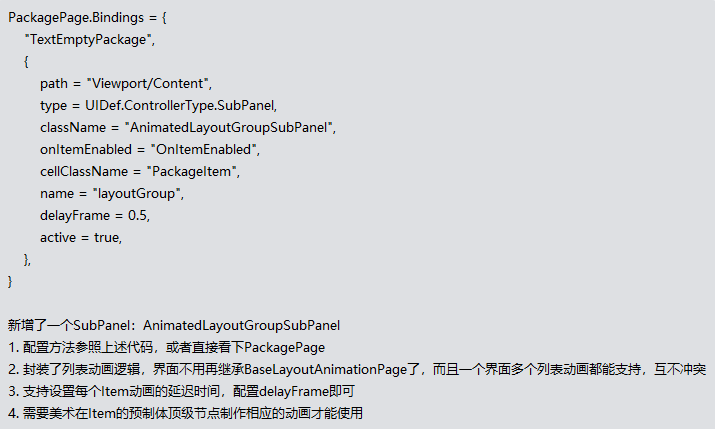 PackagePage.Bindings = {
"TextEmptyPackage",
{
path = "Viewport/Content",
type = UIDef.ControllerType.SubPanel,
className = "AnimatedLayoutGroupSubPanel",
onItemEnabled = "OnItemEnabled",
cellClassName = "PackageItem",
name = "layoutGroup",
delayFrame = 0.5,
active = true,
},
}
新增了一个SubPanel：AnimatedLayoutGroupSubPanel
1. 配置方法参照上述代码，或者直接看下PackagePage
2. 封装了列表动画逻辑，界面不用再继承BaseLayoutAnimationPage了，而且一个界面多个列表动画都能支持，互不冲突
3. 支持设置每个Item动画的延迟时间，配置delayFrame即可
4. 需要美术在Item的预制体顶级节点制作相应的动画才能使用